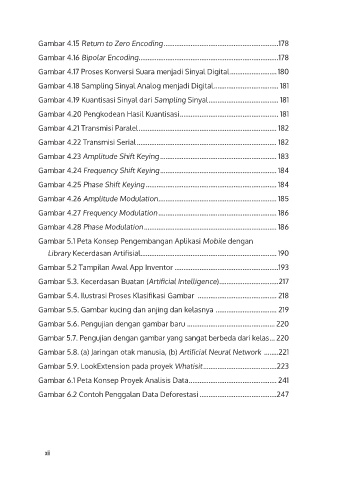 Gambar 4.15 Return to Zero Encoding.....................................................178
Gambar 4.16 Bipolar Encoding.................................................................178
Gambar 4.17 Proses Konversi Suara menjadi Sinyal Digital...................... 180
Gambar 4.18 Sampling Sinyal Analog menjadi Digital.............................. 181
Gambar 4.19 Kuantisasi Sinyal dari Sampling Sinyal................................ 181
Gambar 4.20 Pengkodean Hasil Kuantisasi.............................................. 181
Gambar 4.21 Transmisi Paralel................................................................ 182
Gambar 4.22 Transmisi Serial................................................................. 182
Gambar 4.23 Amplitude Shift Keying...................................................... 183
Gambar 4.24 Frequency Shift Keying...................................................... 184
Gambar 4.25 Phase Shift Keying............................................................. 184
Gambar 4.26 Amplitude Modulation....................................................... 185
Gambar 4.27 Frequency Modulation....................................................... 186
Gambar 4.28 Phase Modulation.............................................................. 186
Gambar 5.1 Peta Konsep Pengembangan Aplikasi Mobile dengan
Library Kecerdasan Artifisial............................................................... 190
Gambar 5.2 Tampilan Awal App Inventor ................................................193
Gambar 5.3. Kecerdasan Buatan (Artificial Intelligence)............................217
Gambar 5.4. Ilustrasi Proses Klasifikasi Gambar .................................... 218
Gambar 5.5. Gambar kucing dan anjing dan kelasnya ............................ 219
Gambar 5.6. Pengujian dengan gambar baru ......................................... 220
Gambar 5.7. Pengujian dengan gambar yang sangat berbeda dari kelas... 220
Gambar 5.8. (a) Jaringan otak manusia, (b) Artificial Neural Network .......221
Gambar 5.9. LookExtension pada proyek Whatisit...................................223
Gambar 6.1 Peta Konsep Proyek Analisis Data......................................... 241
Gambar 6.2 Contoh Penggalan Data Deforestasi ....................................247
xii